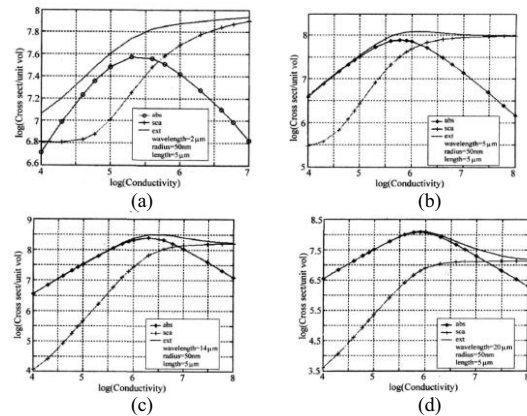 8
7.8
7.6
7.4
7.2
7
6.8
6.6
4
5
6
7
log(Cross sect/unit vol)
log(Conductivity)
abs
sca
ext
wavelength=2μm
radius=50nm
length=5μm
(a)
8
7
6
5
4
5
6
7
8
log(Cross sect/unit vol)
log(Conductivity)
abs
sca
ext
wavelength=5μm
radius=50nm
length=5μm
(b)
9
8
7
6
5
4
4
5
6
7
8
log(Cross sect/unit vol)
log(Conductivity)
abs
sca
ext
wavelength=14μm
radius=50nm
length=5μm
(c)
8.5
7.5
6.5
5.5
4.5
3.5
4
5
6
7
8
log(Cross sect/unit vol)
log(Conductivity)
abs
sca
ext
wavelength=20μm
radius=50nm
length=5μm
(d)